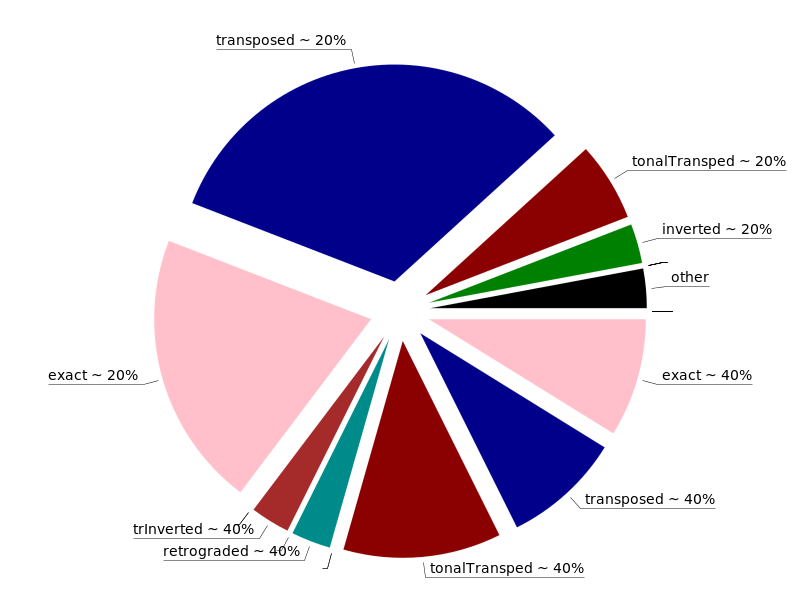 transposed ~ 20%
tonalTransped ~ 20%
inverted ~ 20%
other
exact ~ 20%
exact ~ 40%
transposed ~ 40%
trInverted ~ 40%
retrograded ~ 40%
tonalTransped ~ 40%